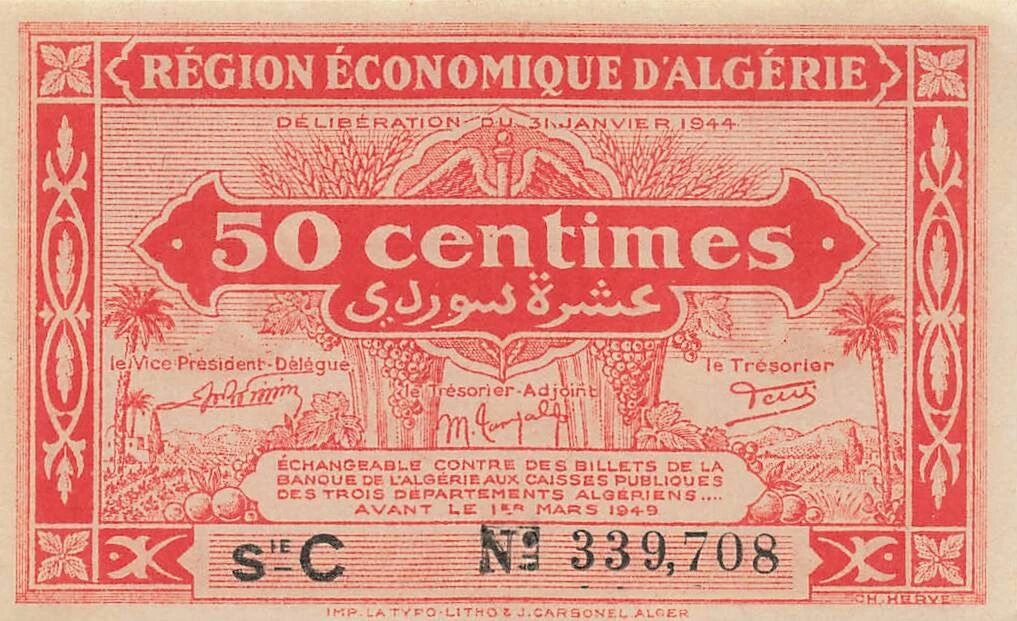 RÉGION ÉCONOMIQUE D'ALGÉRIE
DÉLIBÉRATION DU 31 JANVIER 1944
50 centimes
عشرة سوردي
le Vice Président-Délégué
le Trésorier
le Trésorier-Adjoint
ÉCHANGEABLE CONTRE DES BILLETS DE LA
BANQUE DE L'ALGÉRIE AUX CAISSES PUBLIQUES
DES TROIS DÉPARTEMENTS ALGÉRIENS....
AVANT LE 1ER MARS 1949
SIE C Nº 339,708
CH. HERVÉ
IMP. LA TYPO-LITHO & J. CARBONEL ALGER